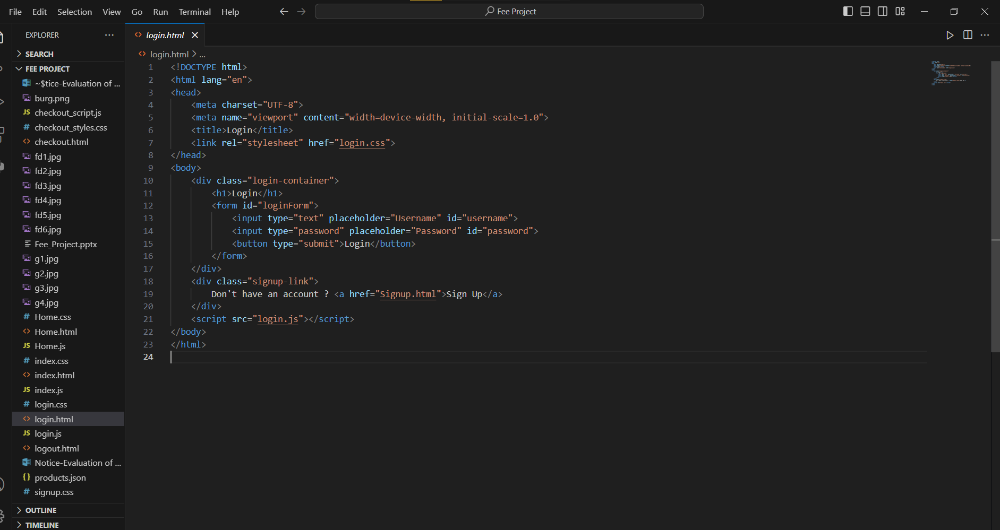 File Edit Selection View Go Run Terminal Help
Fee Project
EXPLORER
SEARCH
FEE PROJECT
~$tice-Evaluation of ...
burg.png
JS checkout_script.js
# checkout_styles.css
<> checkout.html
fd1.jpg
fd2.jpg
fd3.jpg
fd4.jpg
fd5.jpg
fd6.jpg
Fee_Project.pptx
g1.jpg
g2.jpg
g3.jpg
g4.jpg
# Home.css
<> Home.html
JS Home.js
# index.css
<> index.html
JS index.js
# login.css
<> login.html
JS login.js
<> logout.html
Notice-Evaluation of ...
{} products.json
# signup.css
OUTLINE
TIMELINE
<> login.html
<> login.html > ...
1 <!DOCTYPE html>
2 <html lang="en">
3 <head>
4     <meta charset="UTF-8">
5     <meta name="viewport" content="width=device-width, initial-scale=1.0">
6     <title>Login</title>
7     <link rel="stylesheet" href="login.css">
8 </head>
9 <body>
10     <div class="login-container">
11         <h1>Login</h1>
12         <form id="loginForm">
13             <input type="text" placeholder="Username" id="username">
14             <input type="password" placeholder="Password" id="password">
15             <button type="submit">Login</button>
16         </form>
17     </div>
18     <div class="signup-link">
19         Don't have an account ? <a href="Signup.html">Sign Up</a>
20     </div>
21     <script src="login.js"></script>
22 </body>
23 </html>
24